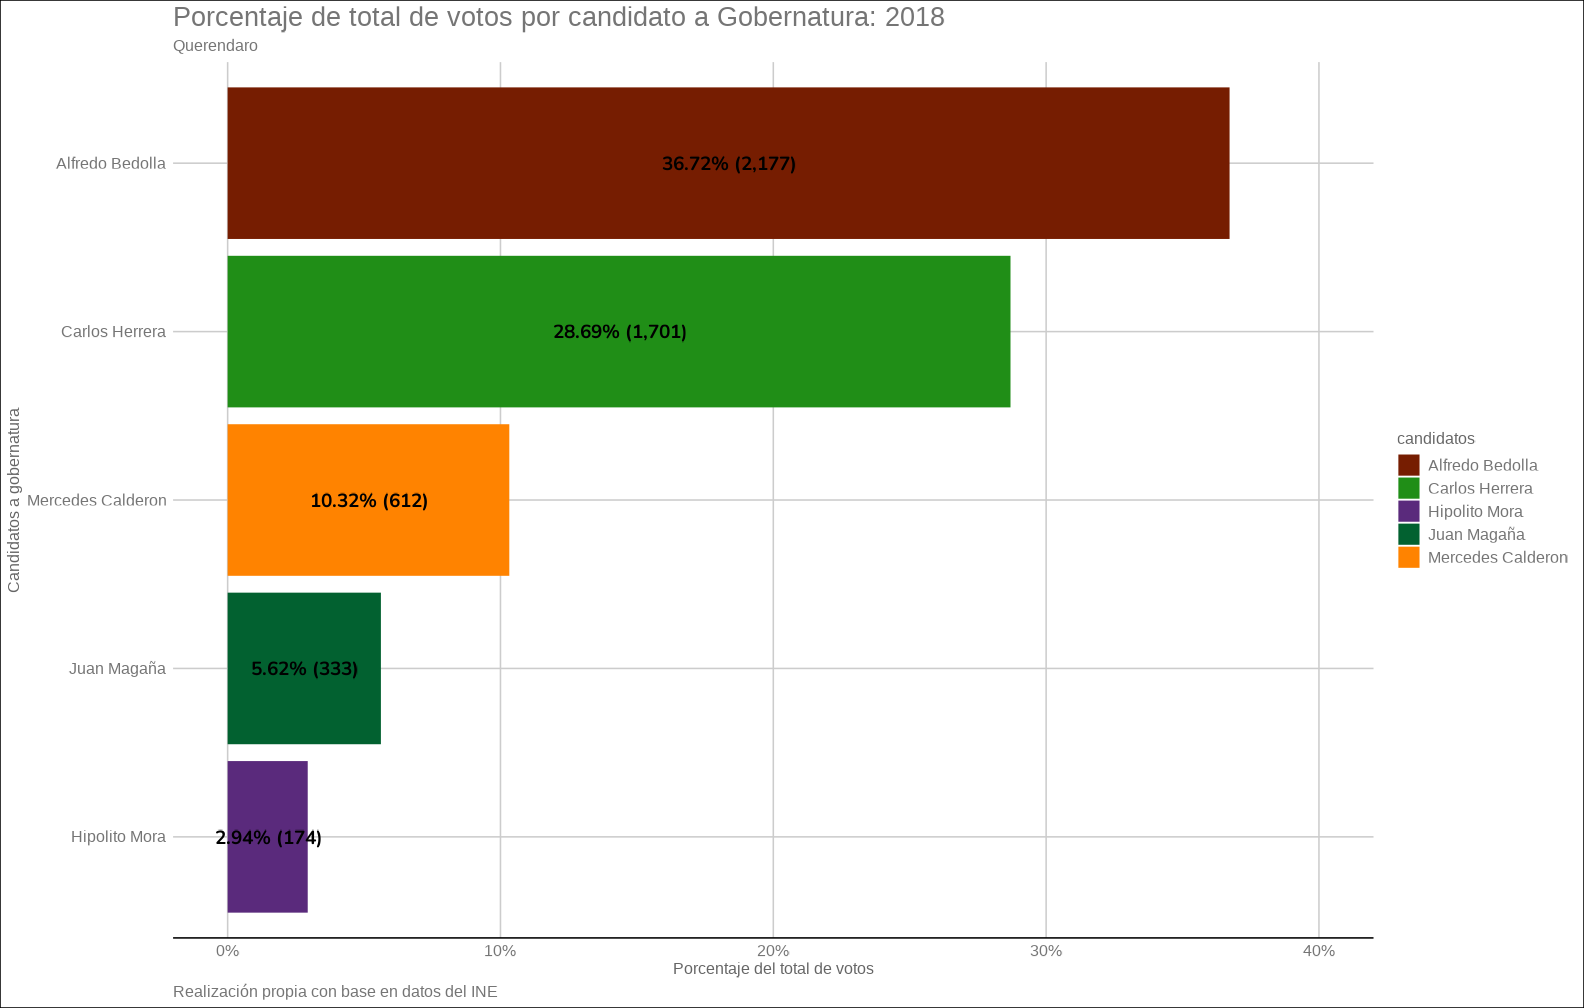 Porcentaje de total de votos por candidato a Gobernatura: 2018
Querendaro
Candidatos a gobernatura
Alfredo Bedolla
36.72% (2,177)
Carlos Herrera
28.69% (1,701)
Mercedes Calderon
10.32% (612)
Juan Magaña
5.62% (333)
Hipolito Mora
2.94% (174)
0% 10% 20% 30% 40%
Porcentaje del total de votos
candidatos
Alfredo Bedolla
Carlos Herrera
Hipolito Mora
Juan Magaña
Mercedes Calderon
Realización propia con base en datos del INE